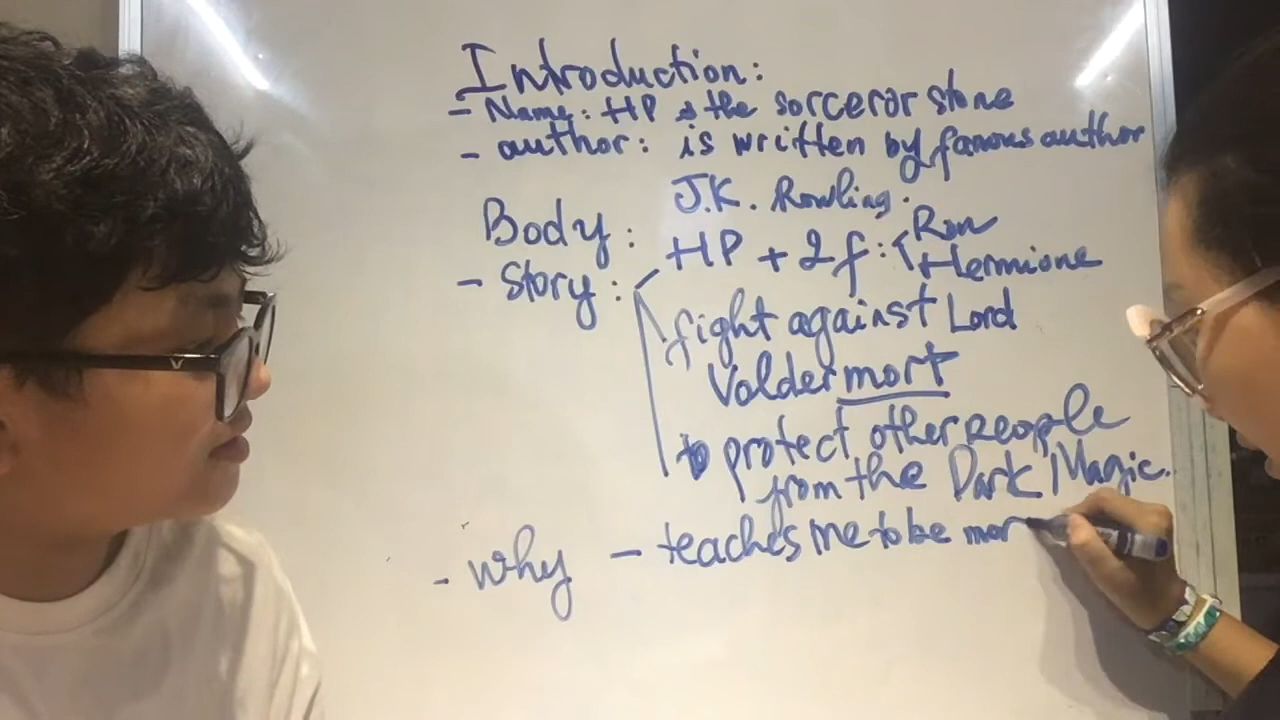 Introduction:
- Name: HP & the sorceror stone
- author: is written by famous author
J.K. Rowling.
Body:
- Story: HP + 2f: Ron
Hermione
fight against Lord
Voldermort
to protect other people
from the Dark Magic.
- why - teaches me to be mor